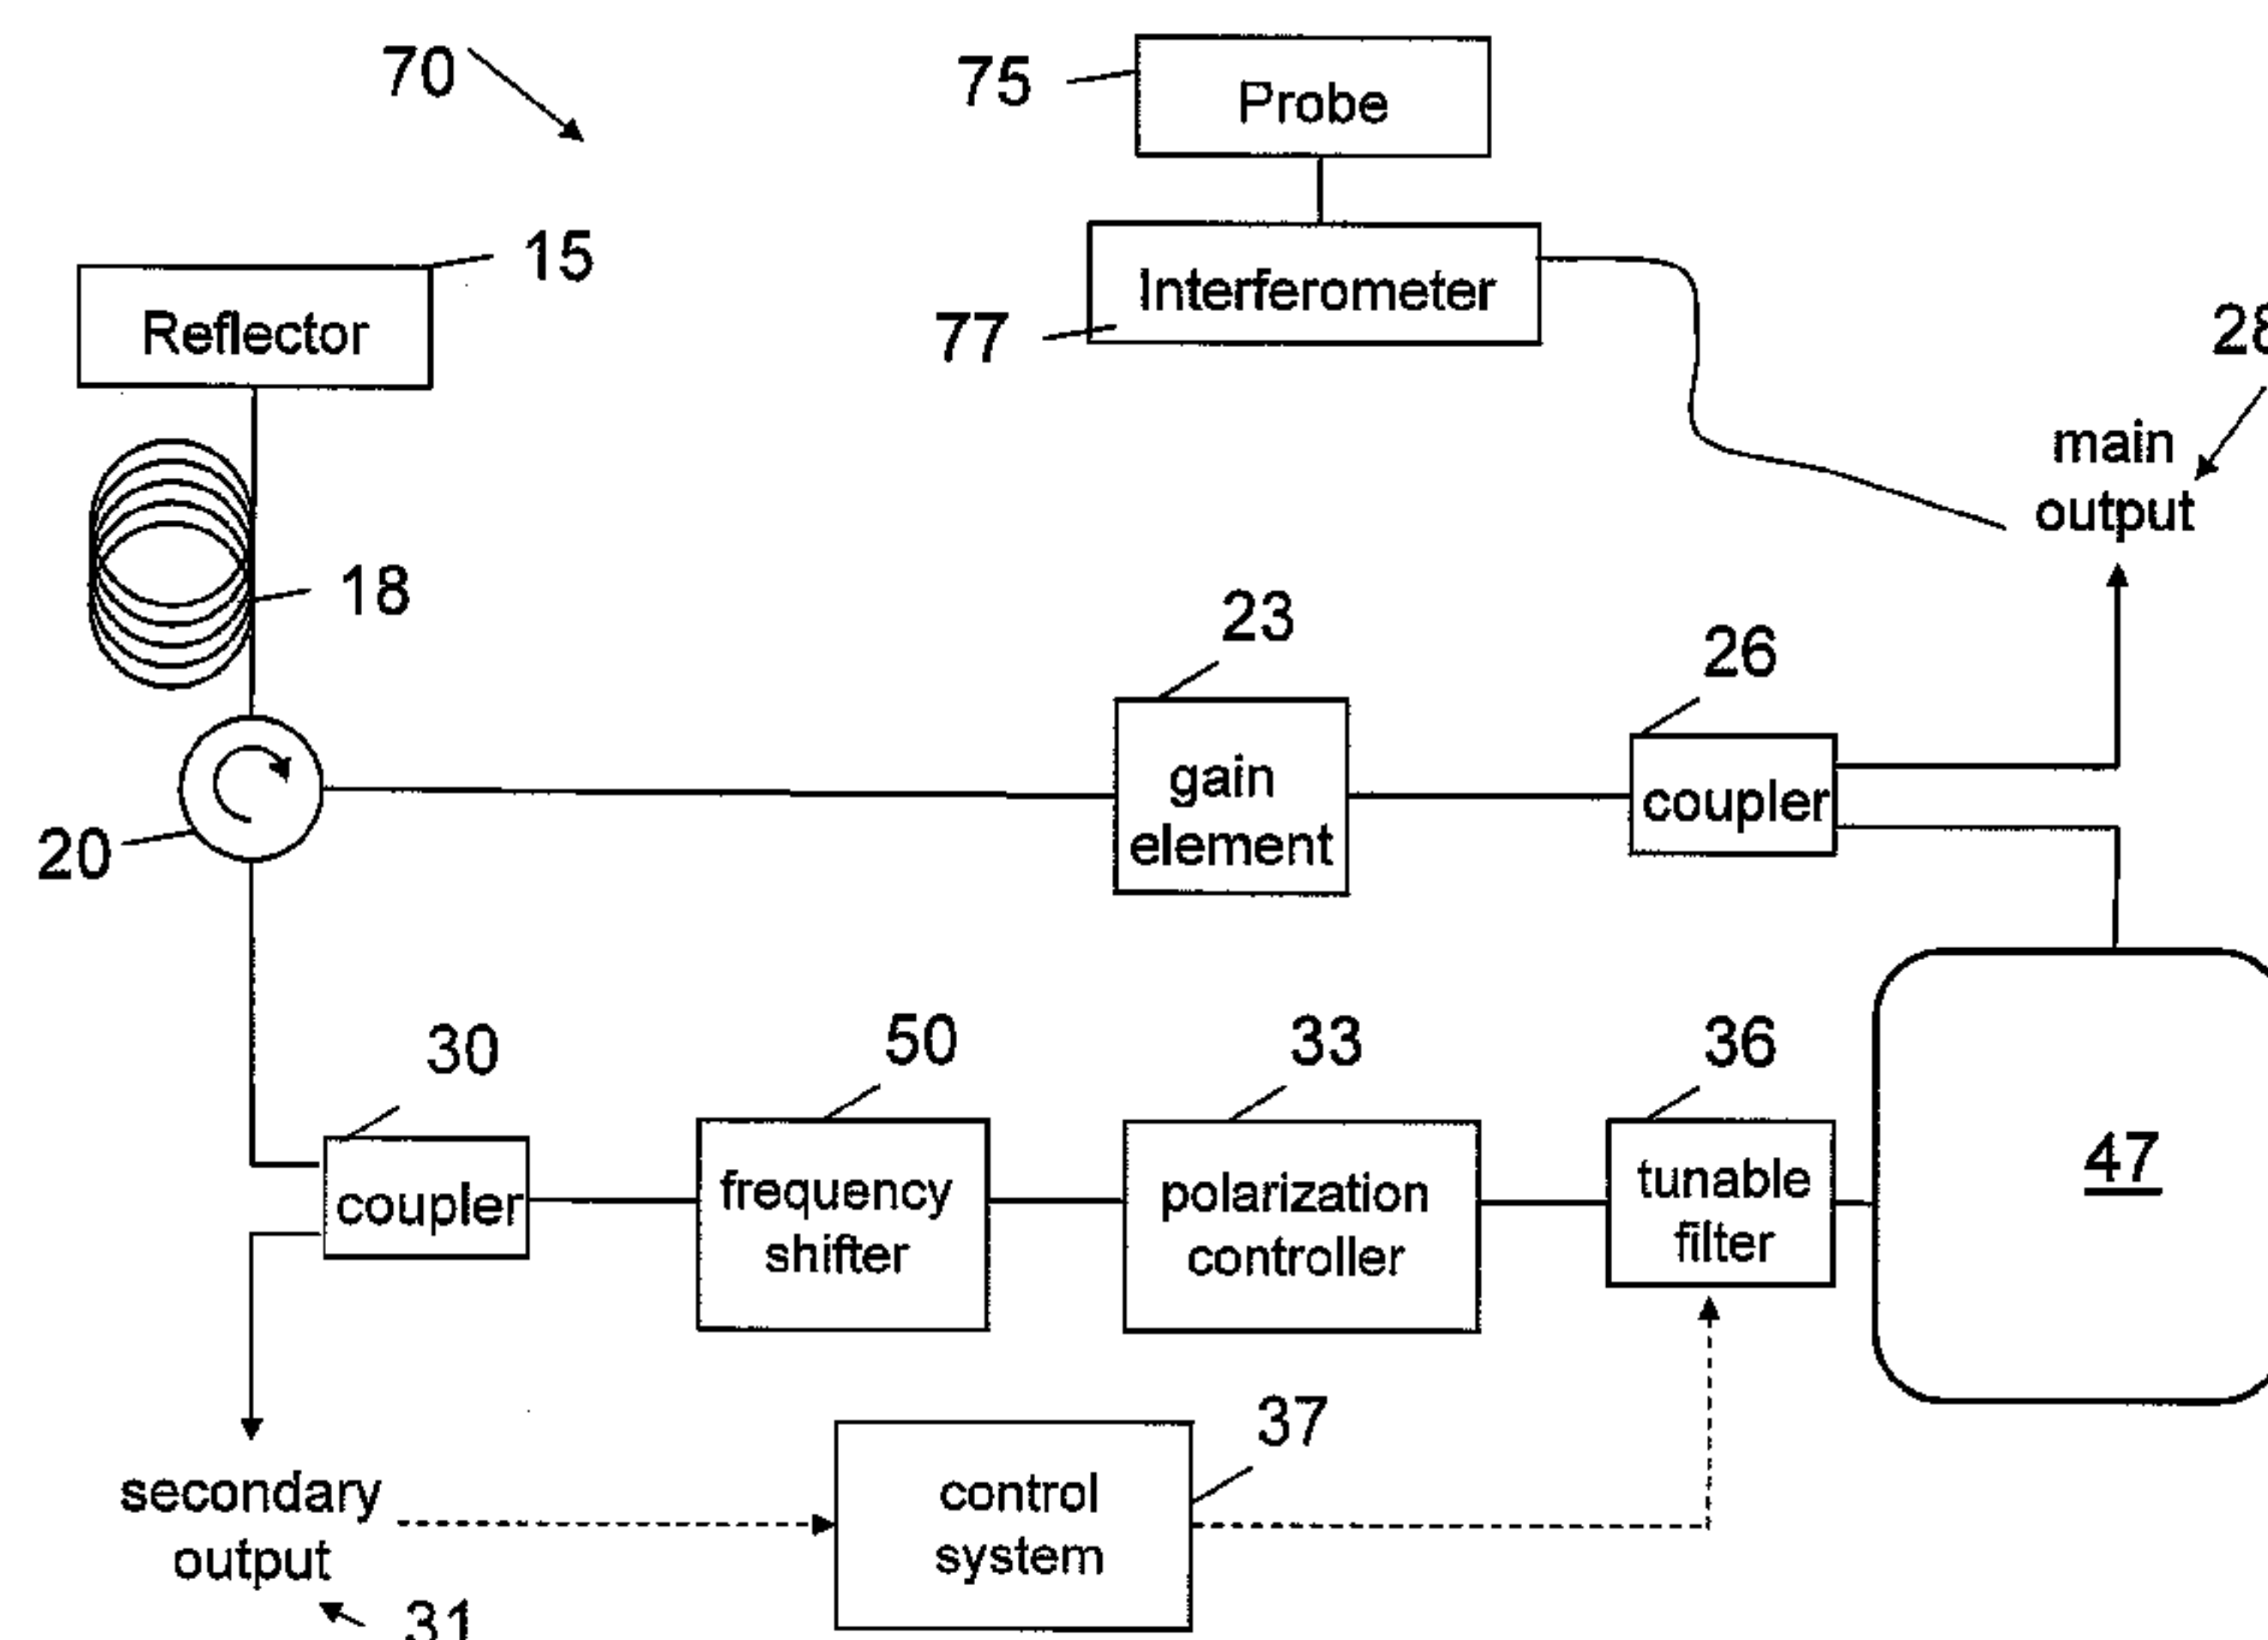 70
75
Probe
15
Reflector
Interferometer
77
28
main
output
18
23
26
gain
element
coupler
20
30
50
33
36
coupler
frequency
shifter
polarization
controller
tunable
filter
47
37
secondary
output
control
system
31